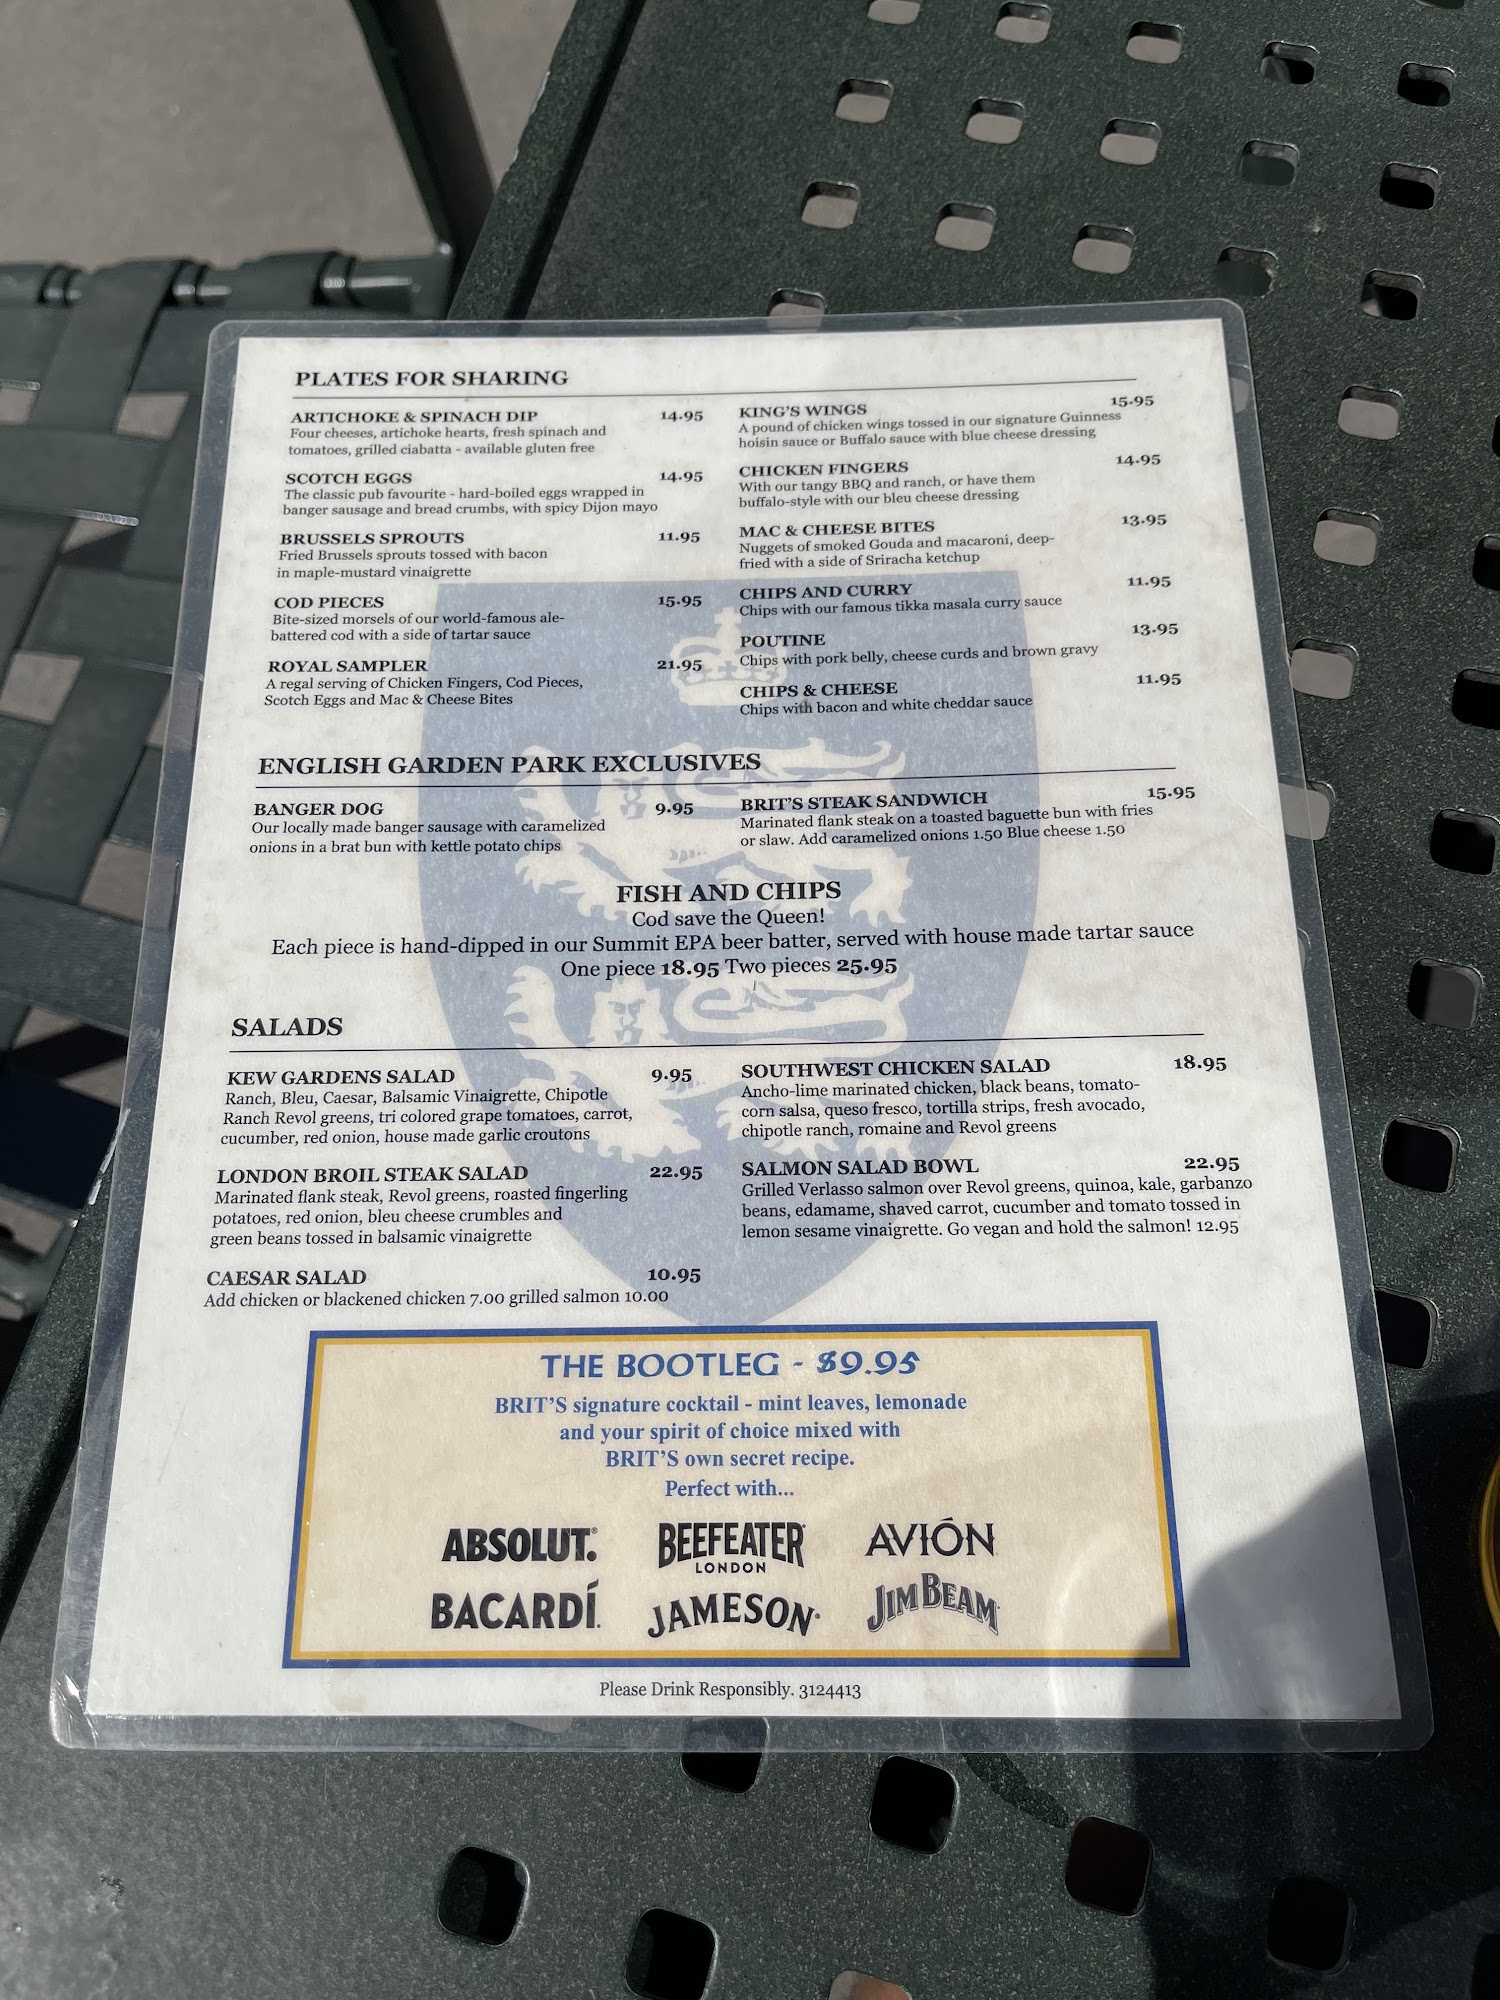 PLATES FOR SHARING
ARTICHOKE & SPINACH DIP 14.95
Four cheeses, artichoke hearts, fresh spinach and
tomatoes, grilled ciabatta - available gluten free
SCOTCH EGGS 14.95
The classic pub favourite - hard-boiled eggs wrapped in
banger sausage and bread crumbs, with spicy Dijon mayo
BRUSSELS SPROUTS 11.95
Fried Brussels sprouts tossed with bacon
in maple-mustard vinaigrette
COD PIECES 15.95
Bite-sized morsels of our world-famous ale-
battered cod with a side of tartar sauce
ROYAL SAMPLER 21.95
A regal serving of Chicken Fingers, Cod Pieces,
Scotch Eggs and Mac & Cheese Bites
KING'S WINGS 15.95
A pound of chicken wings tossed in our signature Guinness
hoisin sauce or Buffalo sauce with blue cheese dressing
CHICKEN FINGERS 14.95
With our tangy BBQ and ranch, or have them
buffalo-style with our bleu cheese dressing
MAC & CHEESE BITES 13.95
Nuggets of smoked Gouda and macaroni, deep-
fried with a side of Sriracha ketchup
CHIPS AND CURRY 11.95
Chips with our famous tikka masala curry sauce
POUTINE 13.95
Chips with pork belly, cheese curds and brown gravy
CHIPS & CHEESE 11.95
Chips with bacon and white cheddar sauce
ENGLISH GARDEN PARK EXCLUSIVES
BANGER DOG 9.95
Our locally made banger sausage with caramelized
onions in a brat bun with kettle potato chips
BRIT'S STEAK SANDWICH 15.95
Marinated flank steak on a toasted baguette bun with fries
or slaw. Add caramelized onions 1.50 Blue cheese 1.50
FISH AND CHIPS
Cod save the Queen!
Each piece is hand-dipped in our Summit EPA beer batter, served with house made tartar sauce
One piece 18.95 Two pieces 25.95
SALADS
KEW GARDENS SALAD 9.95
Ranch, Bleu, Caesar, Balsamic Vinaigrette, Chipotle
Ranch Revol greens, tri colored grape tomatoes, carrot,
cucumber, red onion, house made garlic croutons
LONDON BROIL STEAK SALAD 22.95
Marinated flank steak, Revol greens, roasted fingerling
potatoes, red onion, bleu cheese crumbles and
green beans tossed in balsamic vinaigrette
CAESAR SALAD 10.95
Add chicken or blackened chicken 7.00 grilled salmon 10.00
SOUTHWEST CHICKEN SALAD 18.95
Ancho-lime marinated chicken, black beans, tomato-
corn salsa, queso fresco, tortilla strips, fresh avocado,
chipotle ranch, romaine and Revol greens
SALMON SALAD BOWL 22.95
Grilled Verlasso salmon over Revol greens, quinoa, kale, garbanzo
beans, edamame, shaved carrot, cucumber and tomato tossed in
lemon sesame vinaigrette. Go vegan and hold the salmon! 12.95
THE BOOTLEG - $9.95
BRIT'S signature cocktail - mint leaves, lemonade
and your spirit of choice mixed with
BRIT'S own secret recipe.
Perfect with...
ABSOLUT. BEEFEATER LONDON AVIÓN
BACARDÍ. JAMESON JIM BEAM
Please Drink Responsibly. 3124413